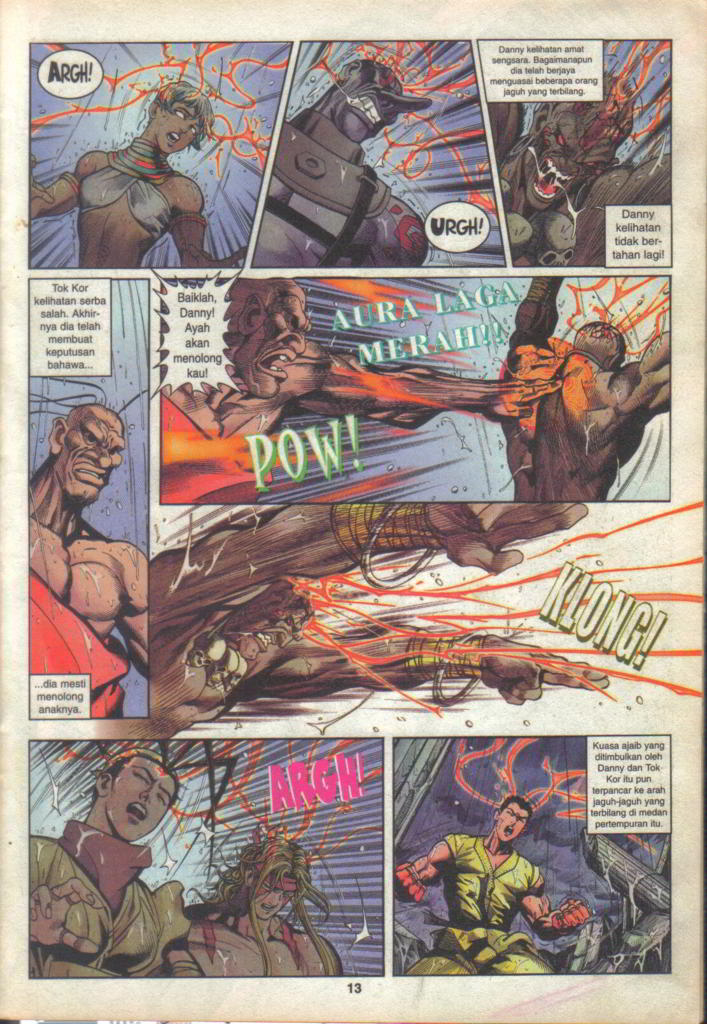 ARGH!
URGH!
Danny kelihatan amat
sengsara. Bagaimanapun
dia telah berjaya
menguasai beberapa orang
jaguh yang terbilang.
Danny
kelihatan
tidak ber-
tahan lagi!
Tok Kor
kelihatan serba
salah. Akhir-
nya dia telah
membuat
keputusan
bahawa...
...dia mesti
menolong
anaknya.
Baiklah,
Danny!
Ayah
akan
menolong
kau!
AURA LAGA
MERAH!!
POW!
KLONG!
ARGH!
Kuasa ajaib yang
ditimbulkan oleh
Danny dan Tok
Kor itu pun
terpancar ke arah
jaguh-jaguh yang
terbilang di medan
pertempuran itu.
13